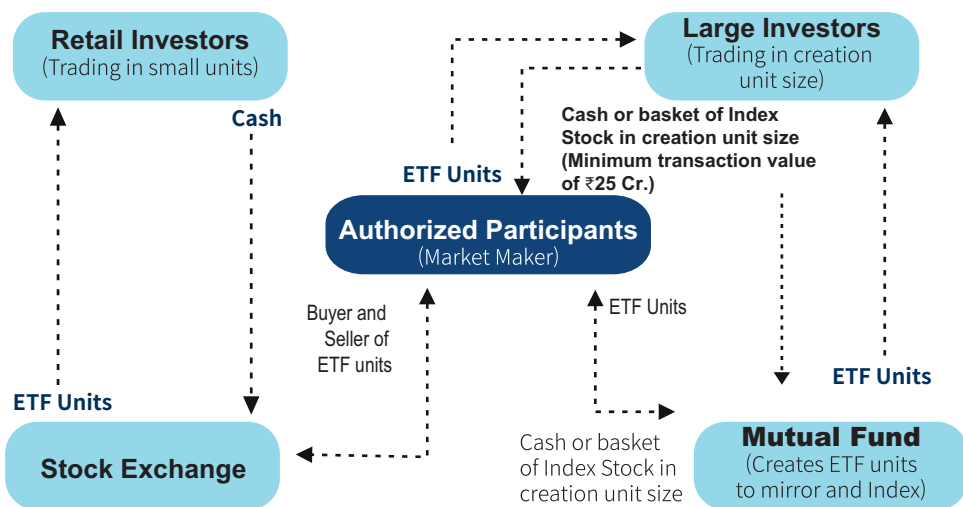 Retail Investors
(Trading in small units)
Large Investors
(Trading in creation
unit size)
Cash
Cash or basket of Index
Stock in creation unit size
(Minimum transaction value
of ₹25 Cr.)
ETF Units
Authorized Participants
(Market Maker)
Buyer and
Seller of
ETF units
ETF Units
ETF Units
ETF Units
Stock Exchange
Cash or basket
of Index Stock in
creation unit size
Mutual Fund
(Creates ETF units
to mirror and Index)